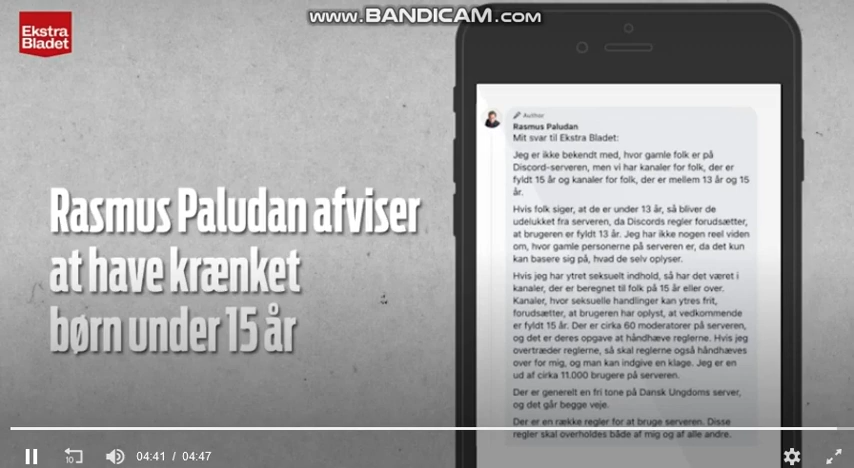 www.BANDICAM.com
Ekstra
Bladet
Rasmus Paludan afviser
at have krænket
børn under 15 år
Author
Rasmus Paludan
Mit svar til Ekstra Bladet:
Jeg er ikke bekendt med, hvor gamle folk er på
Discord-serveren, men vi har kanaler for folk, der er
fyldt 15 år og kanaler for folk, der er mellem 13 år og 15
år.
Hvis folk siger, at de er under 13 år, så bliver de
udelukket fra serveren, da Discords regler forudsætter,
at brugeren er fyldt 13 år. Jeg har ikke nogen reel viden
om, hvor gamle personerne på serveren er, da det kun
kan basere sig på, hvad de selv oplyser.
Hvis jeg har ytret seksuelt indhold, så har det været i
kanaler, der er beregnet til folk på 15 år eller over.
Kanaler, hvor seksuelle handlinger kan ytres frit,
forudsætter, at brugeren har oplyst, at vedkommende
er fyldt 15 år. Der er cirka 60 moderatorer på serveren,
og det er deres opgave at håndhæve reglerne. Hvis jeg
overtræder reglerne, så skal reglerne også håndhæves
over for mig, og man kan indgive en klage. Jeg er en
ud af cirka 11.000 brugere på serveren.
Der er generelt en fri tone på Dansk Ungdoms server,
og det går begge veje.
Der er en række regler for at bruge serveren. Disse
regler skal overholdes både af mig og af alle andre.
10
04:41 / 04:47